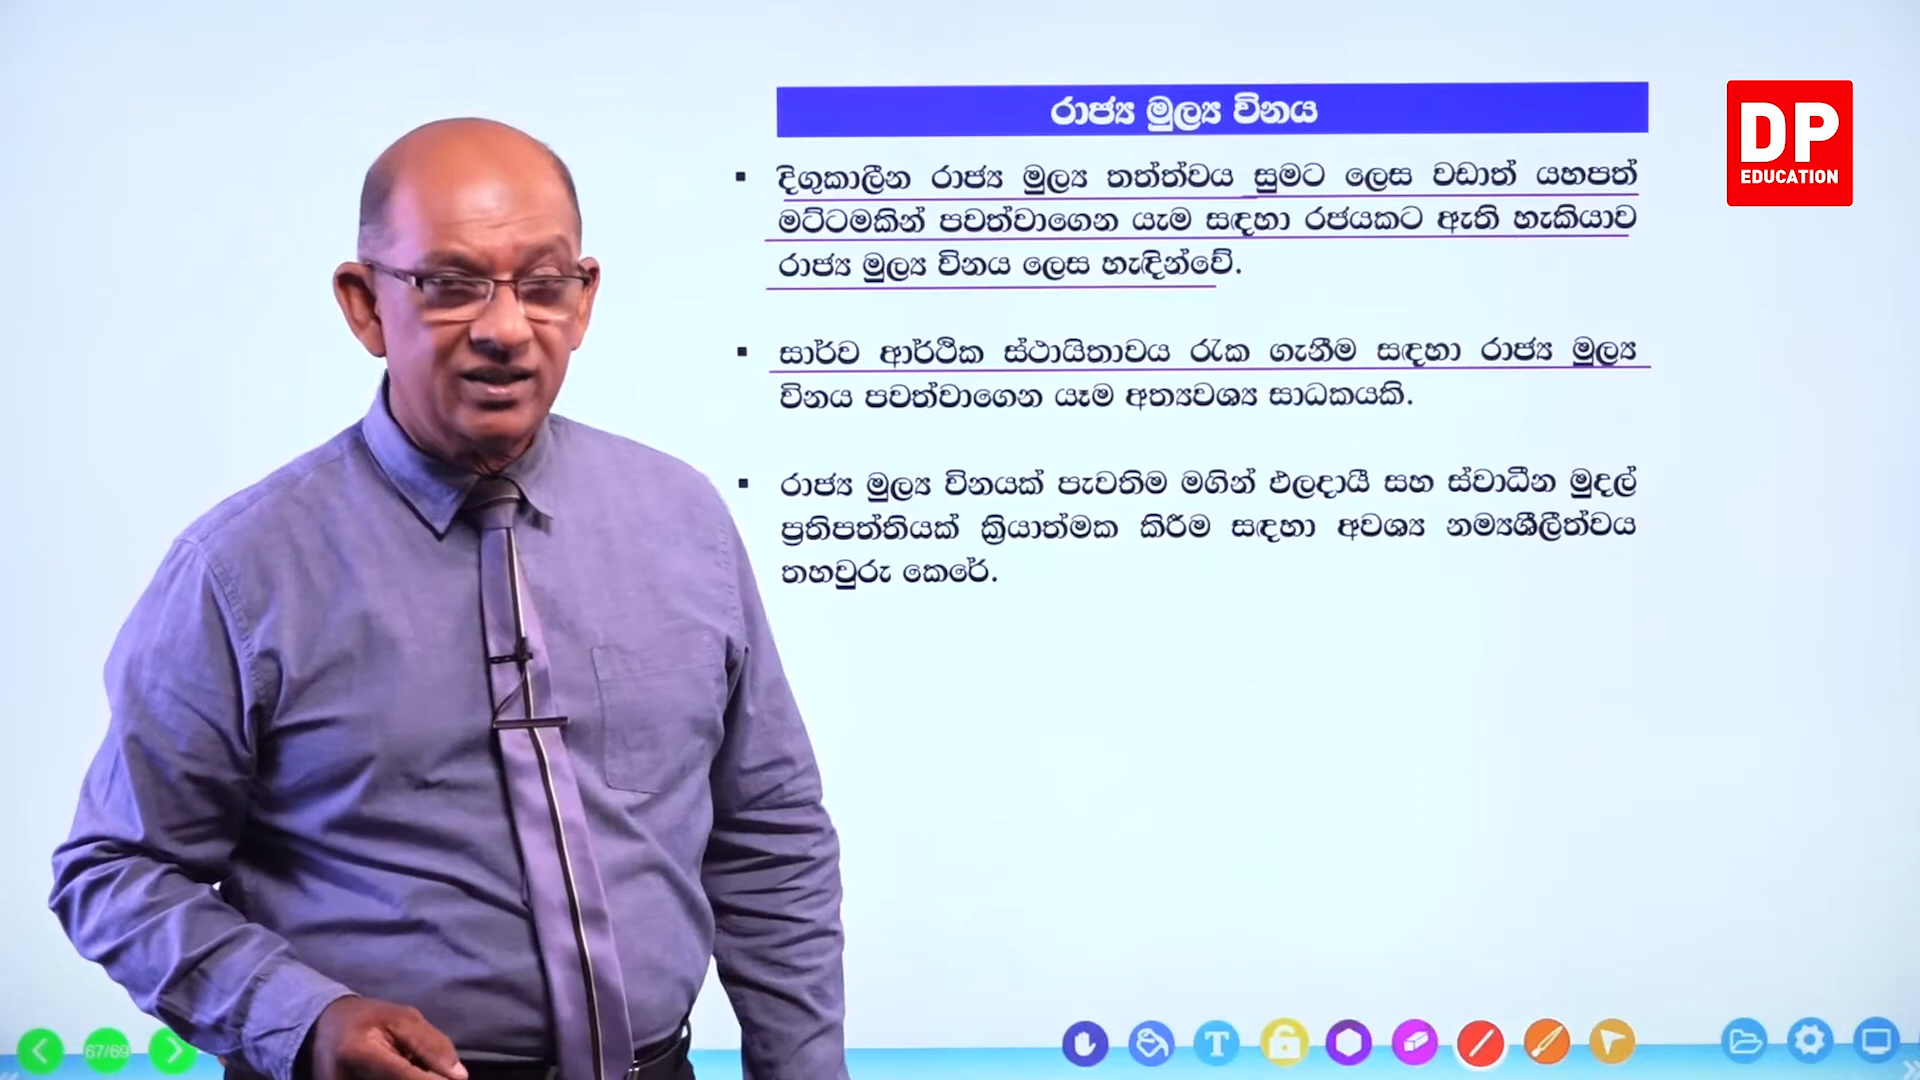 රාජ්‍ය මූල්‍ය විනය
DP
EDUCATION
▪ දිගුකාලීන රාජ්‍ය මූල්‍ය තත්ත්වය සුමට ලෙස වඩාත් යහපත්
මට්ටමකින් පවත්වාගෙන යැම සඳහා රජයකට ඇති හැකියාව
රාජ්‍ය මූල්‍ය විනය ලෙස හැඳින්වේ.
▪ සාර්ව ආර්ථික ස්ථායිතාවය රැක ගැනීම සඳහා රාජ්‍ය මූල්‍ය
විනය පවත්වාගෙන යෑම අත්‍යවශ්‍ය සාධකයකි.
▪ රාජ්‍ය මූල්‍ය විනයක් පැවතිම මගින් ඵලදායී සහ ස්වාධීන මුදල්
ප්‍රතිපත්තියක් ක්‍රියාත්මක කිරීම සඳහා අවශ්‍ය නම්‍යශීලීත්වය
තහවුරු කෙරේ.
67/69
T